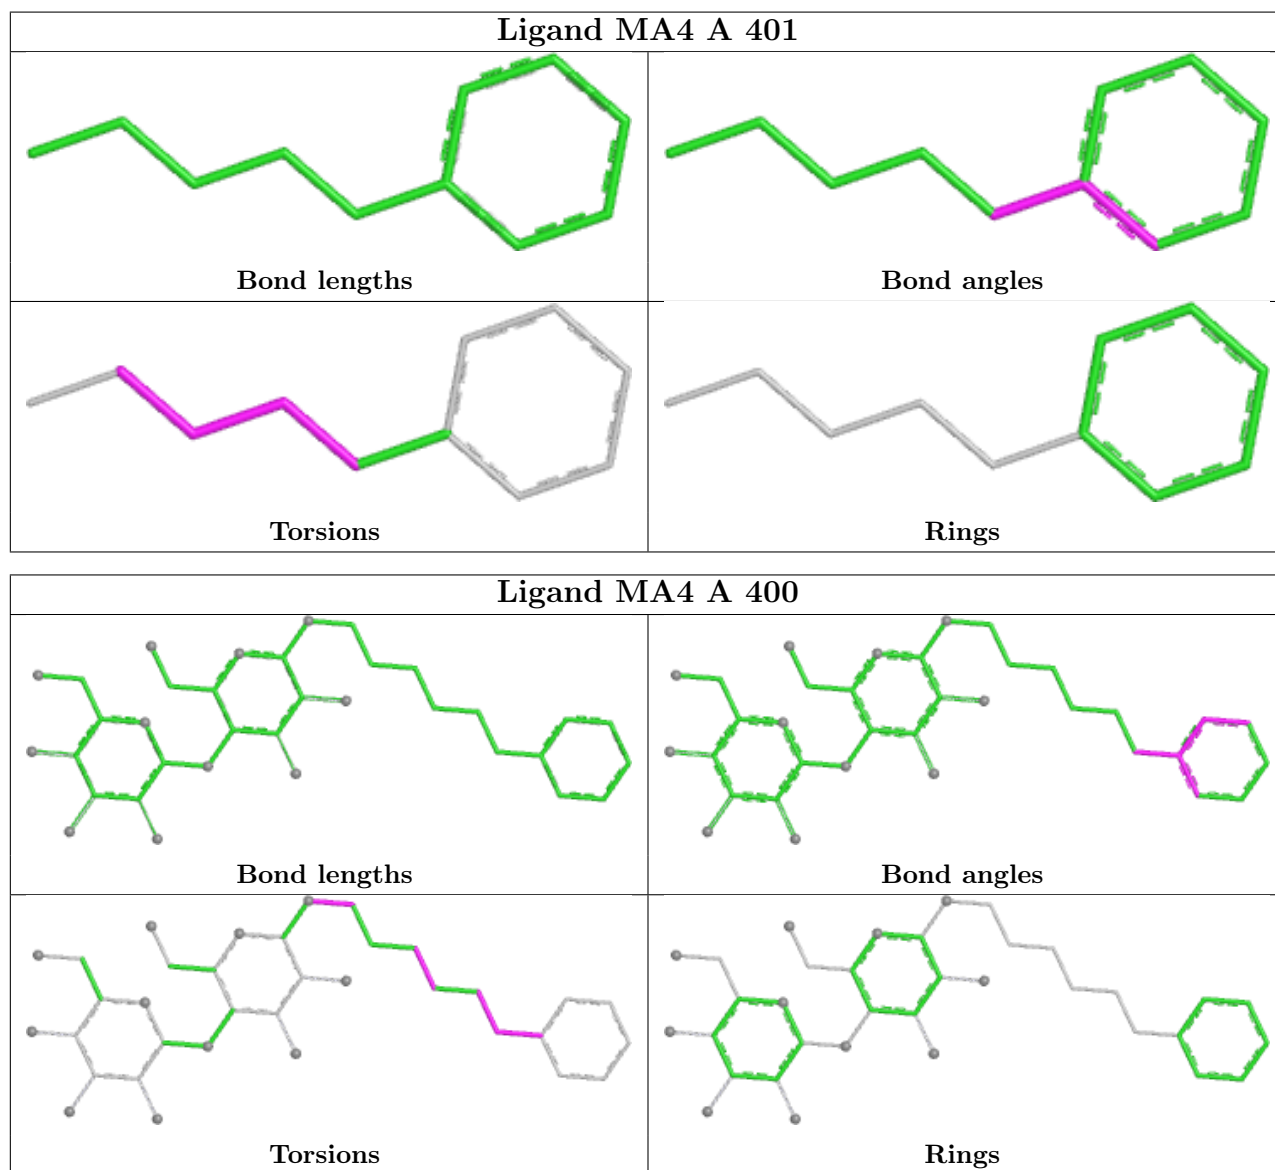 Ligand MA4 A 401
Bond lengths
Bond angles
Torsions
Rings
Ligand MA4 A 400
Bond lengths
Bond angles
Torsions
Rings